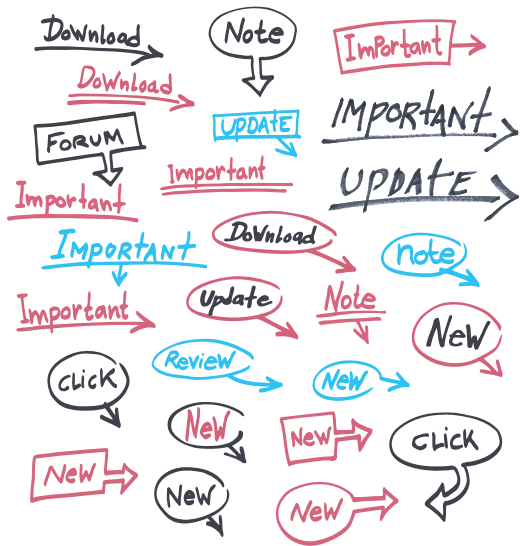 Download
Note
Important
Download
UPDATE
IMPORTANT
FORUM
Important
UPDATE
Important
Download
IMPORTANT
Note
Update
Note
Important
New
Review
Click
New
New
New
Click
New
New
New